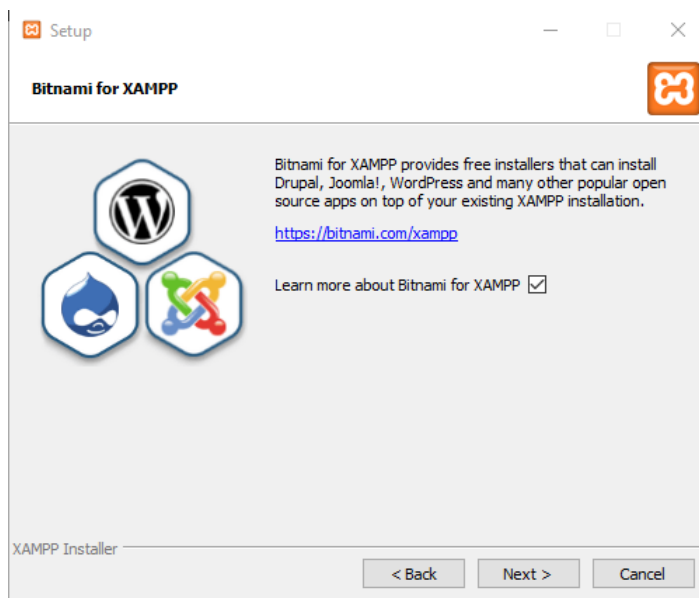 Setup
Bitnami for XAMPP
Bitnami for XAMPP provides free installers that can install
Drupal, Joomla!, WordPress and many other popular open
source apps on top of your existing XAMPP installation.
https://bitnami.com/xampp
Learn more about Bitnami for XAMPP
XAMPP Installer
< Back
Next >
Cancel